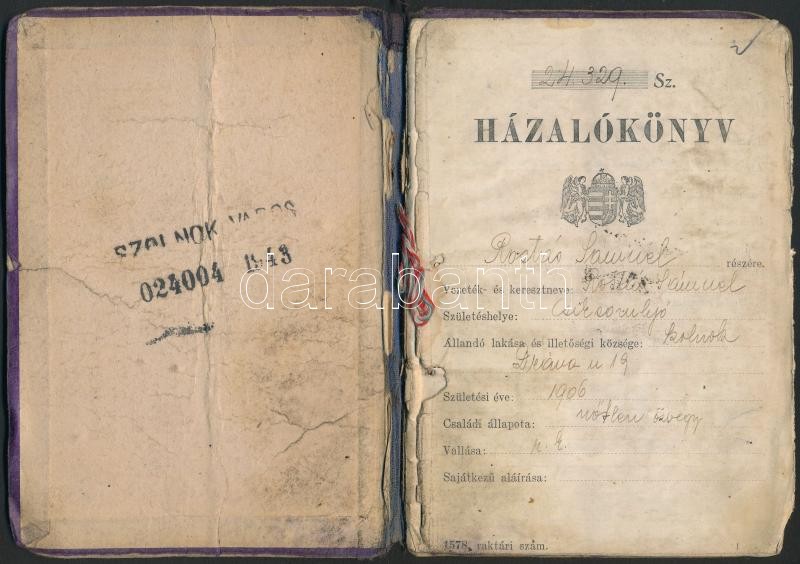 SZOLNOK VÁROS
024004 1943
24.329. Sz.
HÁZALÓKÖNYV
Rostás Sámuel részére.
Vezeték- és keresztneve: Rostás Sámuel
Születéshelye:
Állandó lakása és illetőségi községe: Szolnok
Dráva u 19
Születési éve: 1906
Családi állapota: nőtlen özvegy
Vallása: r. k.
Sajátkezű aláírása:
1578. raktári szám.
darabanth